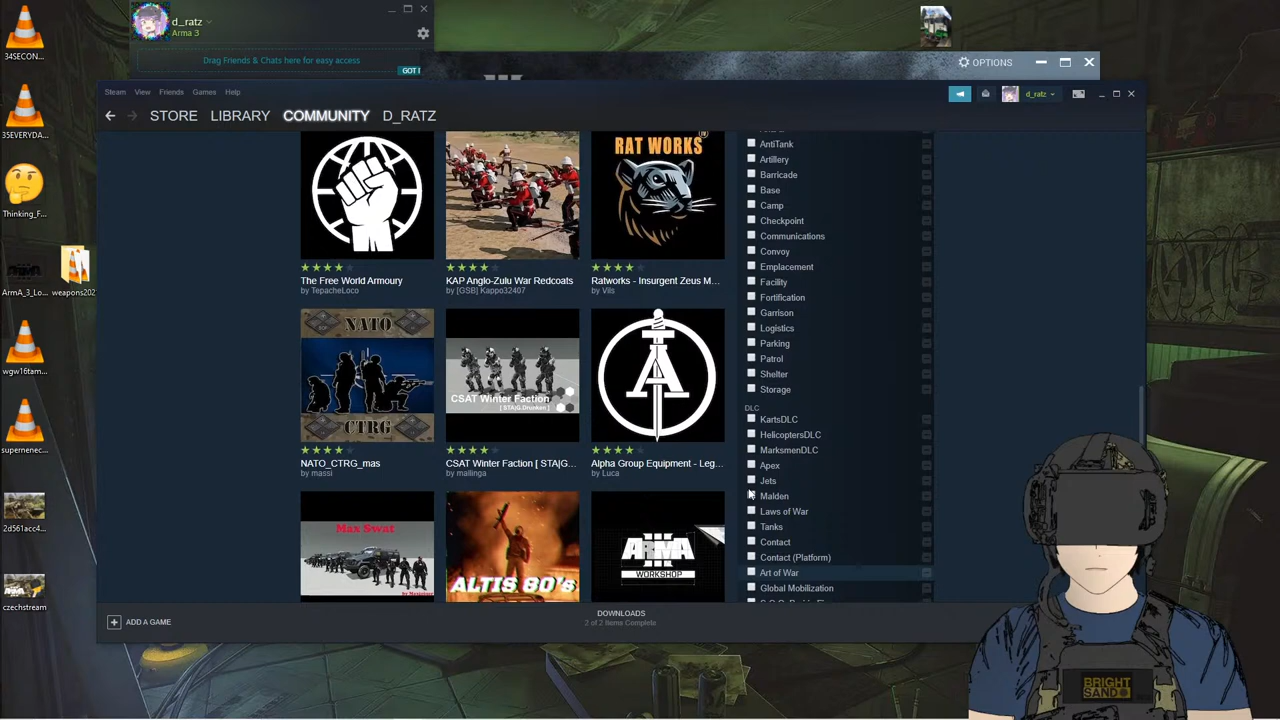 d_ratz
Arma 3
Drag Friends & Chats here for easy access
GOT I
OPTIONS
Steam View Friends Games Help
d_ratz
STORE LIBRARY COMMUNITY D_RATZ
34SECON...
35EVERYDA...
Thinking_F...
ArmA_3_Lo...
weapons202
wgw16tam...
supernenec...
2d561acc4...
czechstream
RAT WORKS
The Free World Armoury
by TepacheLoco
KAP Anglo-Zulu War Redcoats
by [GSB] Kappo32407
Ratworks - Insurgent Zeus M...
by Vils
NATO
CTRG
NATO_CTRG_mas
by massi
CSAT Winter Faction
[ STA|G.Drunken ]
CSAT Winter Faction [ STA|G...
by mailinga
A
Alpha Group Equipment - Leg...
by Luca
Max Swat
ALTIS 80's
ARMA III
WORKSHOP
AntiTank
Artillery
Barricade
Base
Camp
Checkpoint
Communications
Convoy
Emplacement
Facility
Fortification
Garrison
Logistics
Parking
Patrol
Shelter
Storage
DLC
KartsDLC
HelicoptersDLC
MarksmenDLC
Apex
Jets
Malden
Laws of War
Tanks
Contact
Contact (Platform)
Art of War
Global Mobilization
ADD A GAME
DOWNLOADS
2 of 2 Items Complete
BRIGHT
SAND